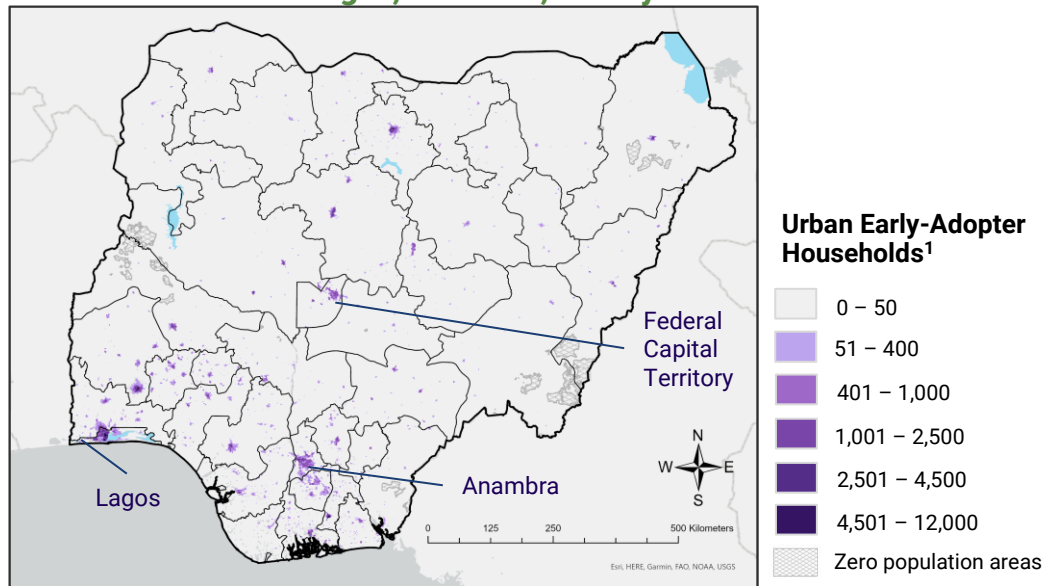 Urban Early-Adopter
Households¹
0 – 50
51 – 400
401 – 1,000
1,001 – 2,500
2,501 – 4,500
4,501 – 12,000
Zero population areas
Federal
Capital
Territory
Lagos
Anambra
N
W E
S
0 125 250 500 Kilometers
Esri, HERE, Garmin, FAO, NOAA, USGS